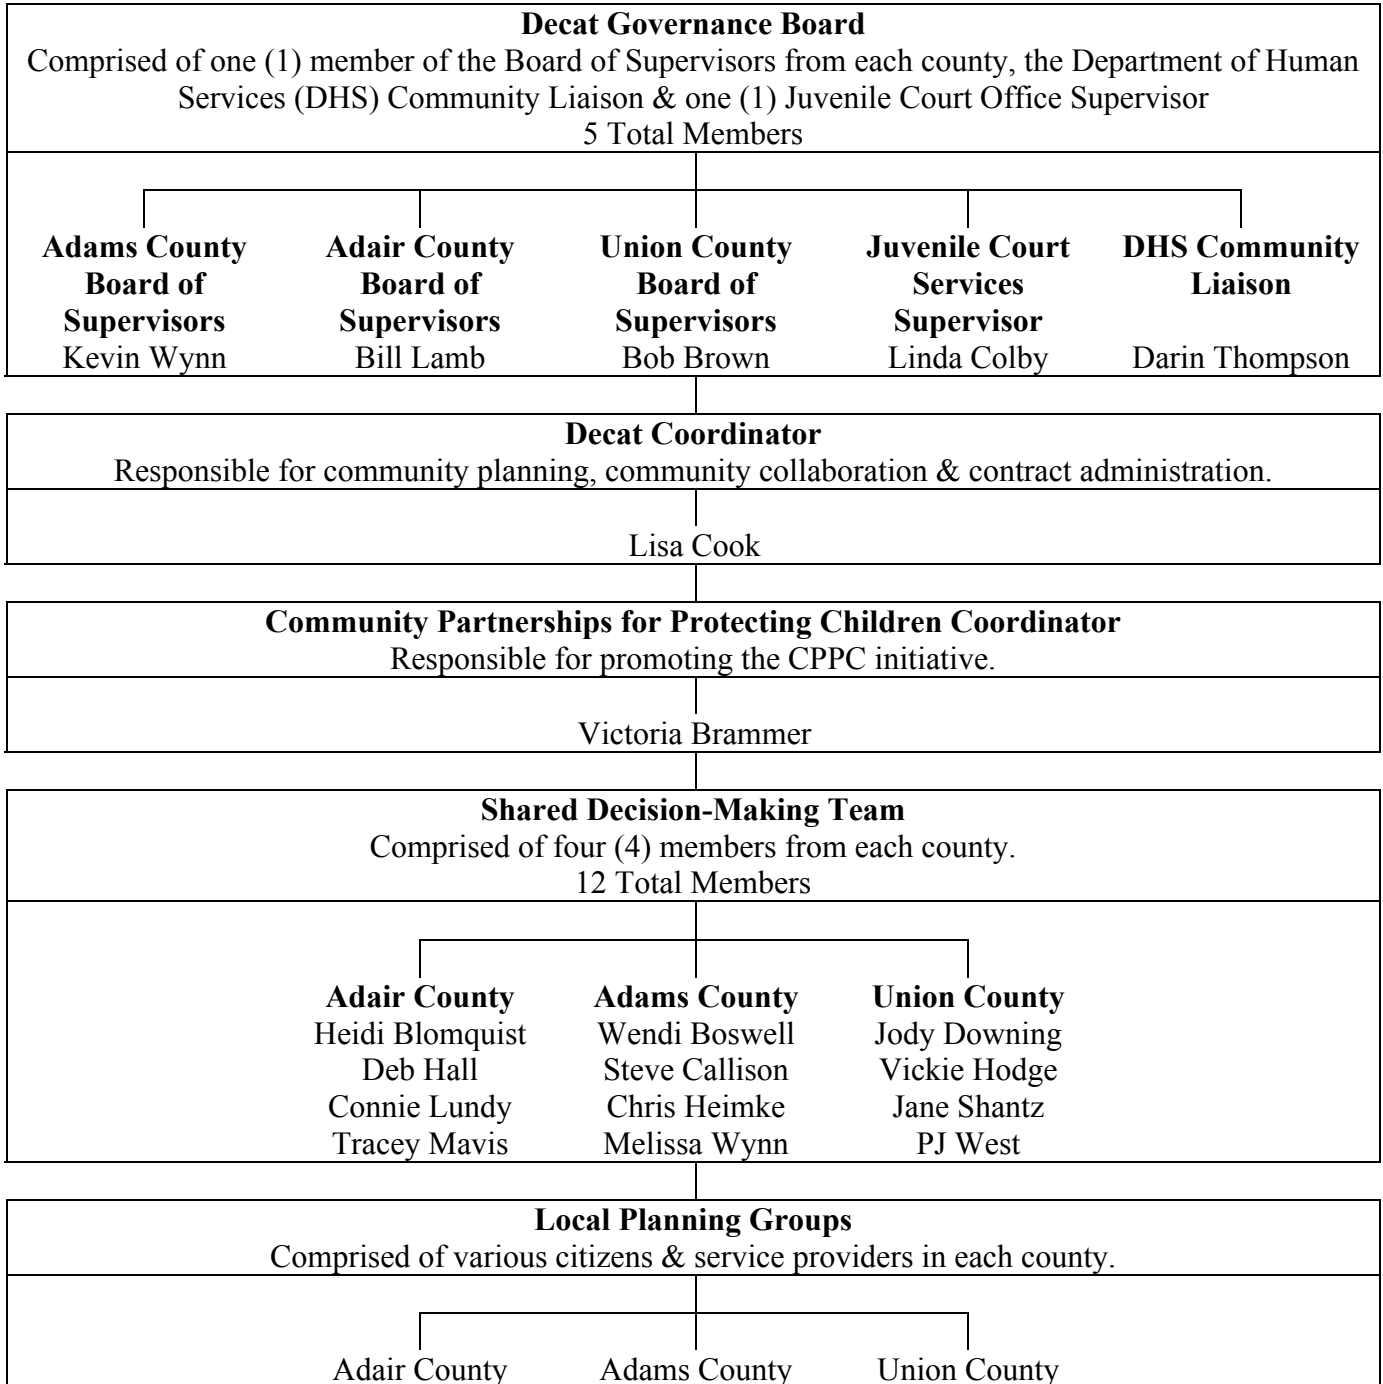 Decat Governance Board
Comprised of one (1) member of the Board of Supervisors from each county, the Department of Human
Services (DHS) Community Liaison & one (1) Juvenile Court Office Supervisor
5 Total Members
Adams County
Board of
Supervisors
Kevin Wynn
Adair County
Board of
Supervisors
Bill Lamb
Union County
Board of
Supervisors
Bob Brown
Juvenile Court
Services
Supervisor
Linda Colby
DHS Community
Liaison
Darin Thompson
Decat Coordinator
Responsible for community planning, community collaboration & contract administration.
Lisa Cook
Community Partnerships for Protecting Children Coordinator
Responsible for promoting the CPPC initiative.
Victoria Brammer
Shared Decision-Making Team
Comprised of four (4) members from each county.
12 Total Members
Adair County
Heidi Blomquist
Deb Hall
Connie Lundy
Tracey Mavis
Adams County
Wendi Boswell
Steve Callison
Chris Heimke
Melissa Wynn
Union County
Jody Downing
Vickie Hodge
Jane Shantz
PJ West
Local Planning Groups
Comprised of various citizens & service providers in each county.
Adair County
Adams County
Union County